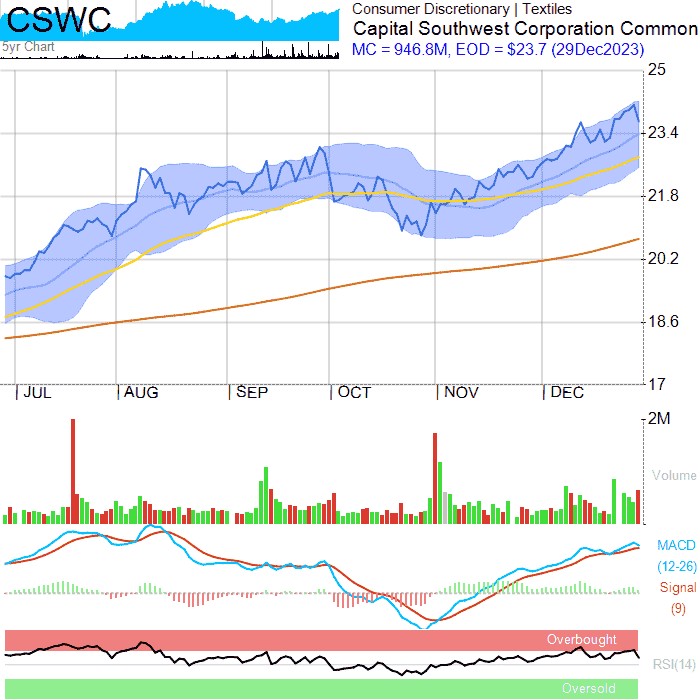 CSWC
5yr Chart
Consumer Discretionary | Textiles
Capital Southwest Corporation Common
MC = 946.8M, EOD = $23.7 (29Dec2023)
25
23.4
21.8
20.2
18.6
17
JUL AUG SEP OCT NOV DEC
2M
Volume
MACD
(12-26)
Signal
(9)
Overbought
RSI(14)
Oversold